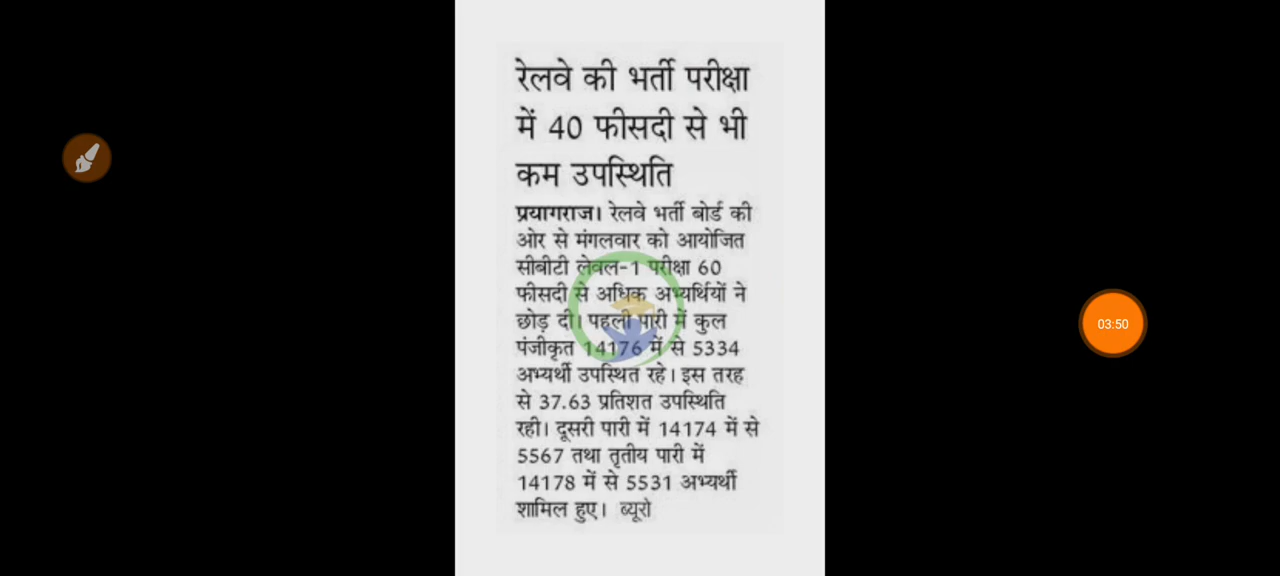 रेलवे की भर्ती परीक्षा
में 40 फीसदी से भी
कम उपस्थिति
प्रयागराज। रेलवे भर्ती बोर्ड की
ओर से मंगलवार को आयोजित
सीबीटी लेवल-1 परीक्षा 60
फीसदी से अधिक अभ्यर्थियों ने
छोड़ दी। पहली पारी में कुल
पंजीकृत 14176 में से 5334
अभ्यर्थी उपस्थित रहे। इस तरह
से 37.63 प्रतिशत उपस्थिति
रही। दूसरी पारी में 14174 में से
5567 तथा तृतीय पारी में
14178 में से 5531 अभ्यर्थी
शामिल हुए। ब्यूरो
03:50